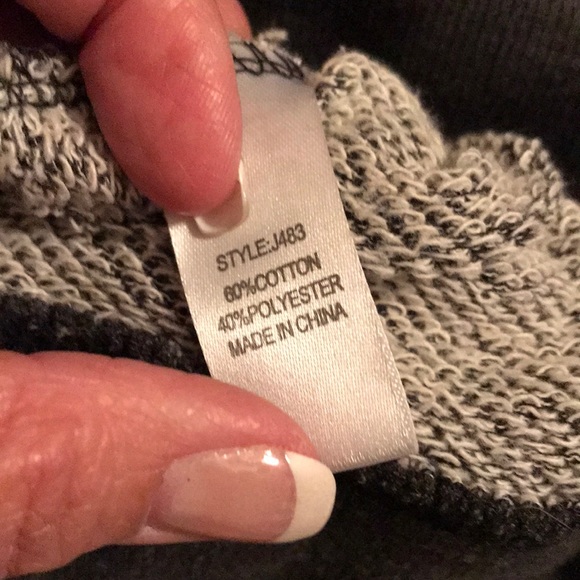 STYLE:J483
60%COTTON
40%POLYESTER
MADE IN CHINA